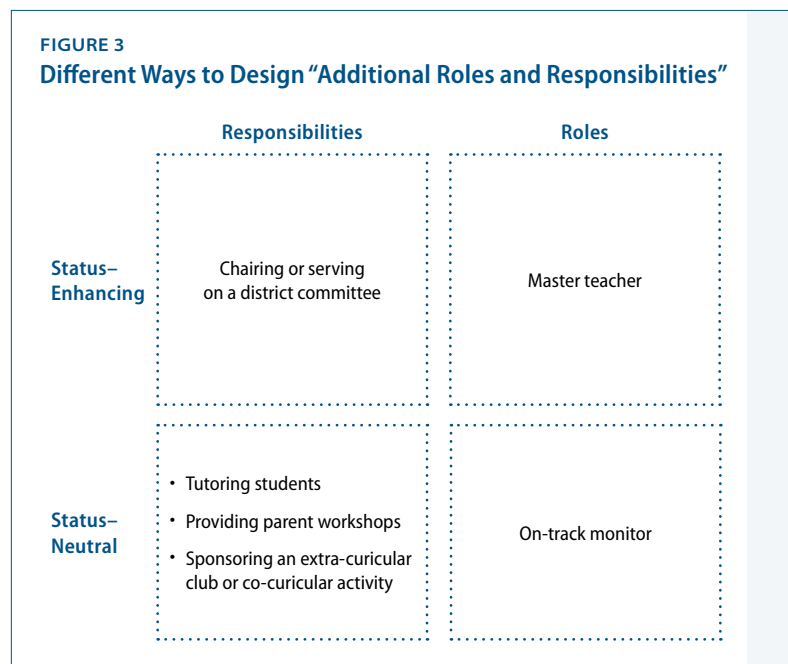 FIGURE 3
Different Ways to Design “Additional Roles and Responsibilities”
Responsibilities
Roles
Status–
Enhancing
Chairing or serving
on a district committee
Master teacher
Status–
Neutral
• Tutoring students
• Providing parent workshops
• Sponsoring an extra-curicular
club or co-curicular activity
On-track monitor